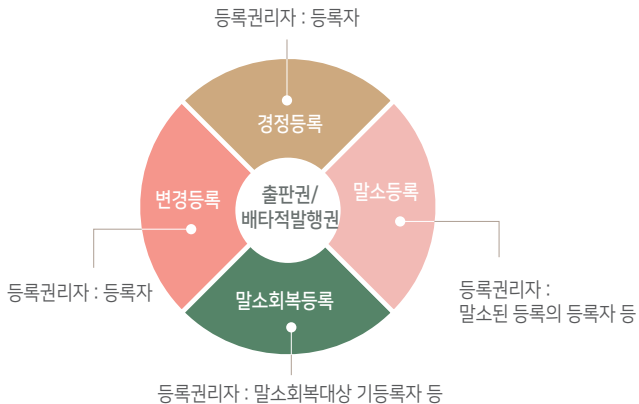 등록권리자 : 등록자
경정등록
변경등록
출판권/
배타적발행권
말소등록
등록권리자 : 등록자
등록권리자 :
말소된 등록의 등록자 등
말소회복등록
등록권리자 : 말소회복대상 기등록자 등